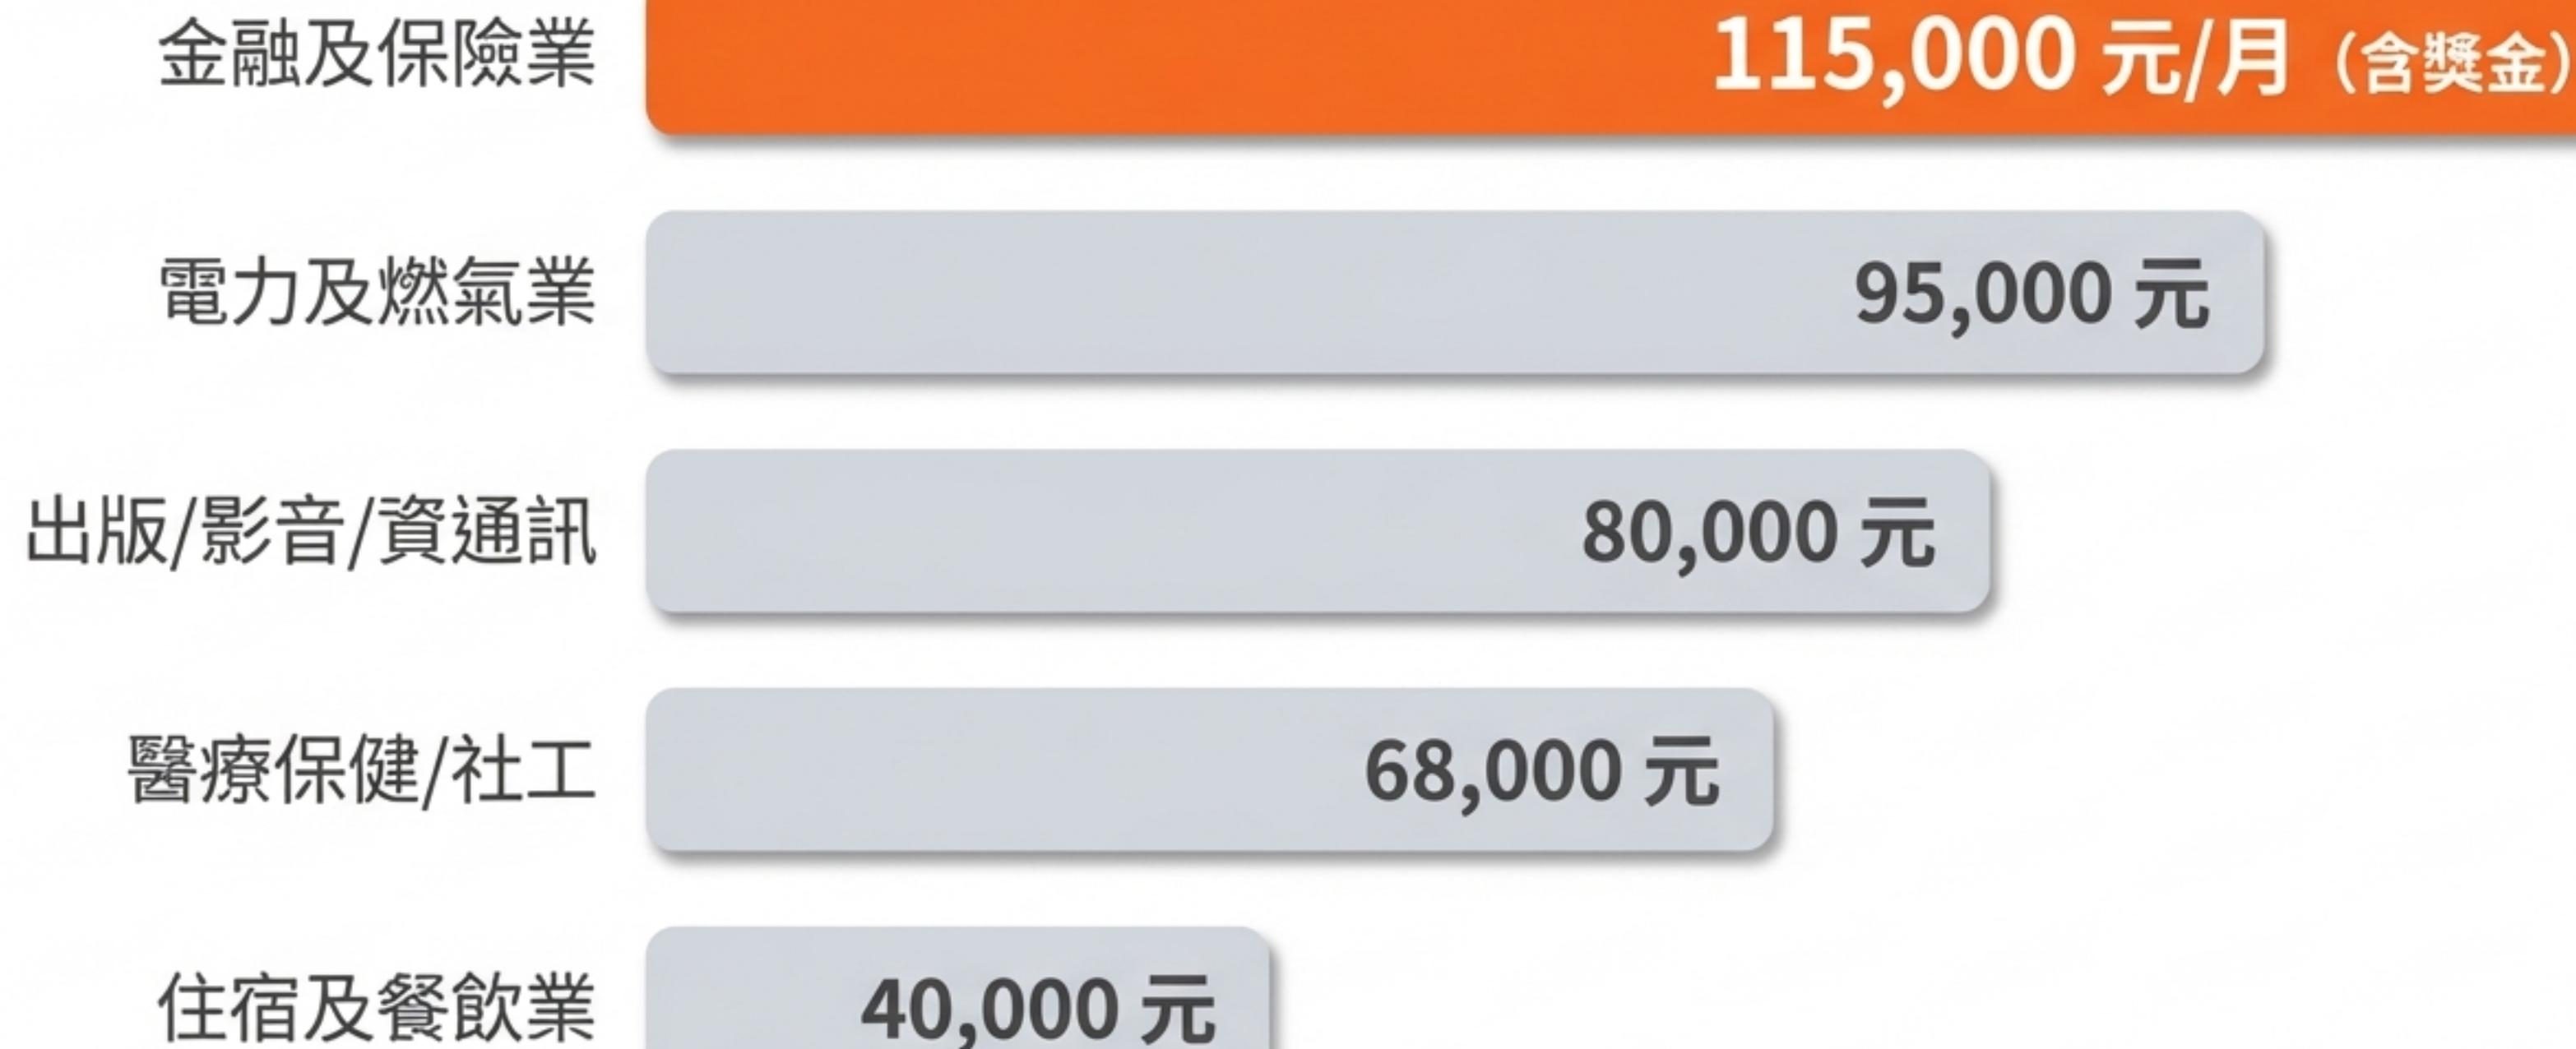 金融及保險業 115,000 元/月（含獎金）
電力及燃氣業 95,000 元
出版/影音/資通訊 80,000 元
醫療保健/社工 68,000 元
住宿及餐飲業 40,000 元